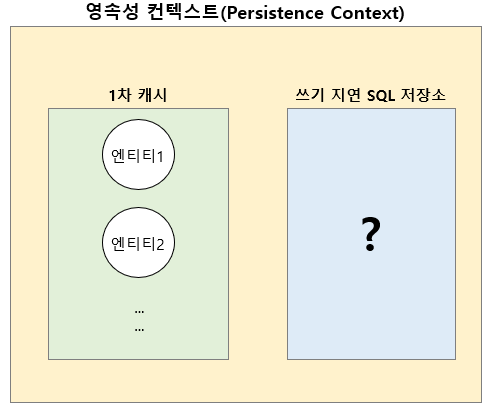 영속성 컨텍스트(Persistence Context)
1차 캐시
엔티티1
엔티티2
...
...
쓰기 지연 SQL 저장소
?